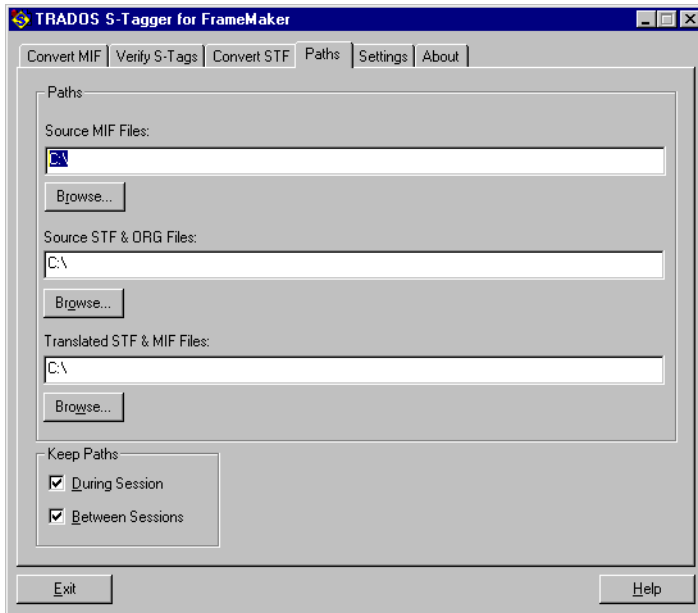 TRADOS S-Tagger for FrameMaker
Convert MIF Verify S-Tags Convert STF Paths Settings About
Paths
Source MIF Files:
C:\
Browse...
Source STF & ORG Files:
C:\
Browse...
Translated STF & MIF Files:
C:\
Browse...
Keep Paths
During Session
Between Sessions
Exit Help